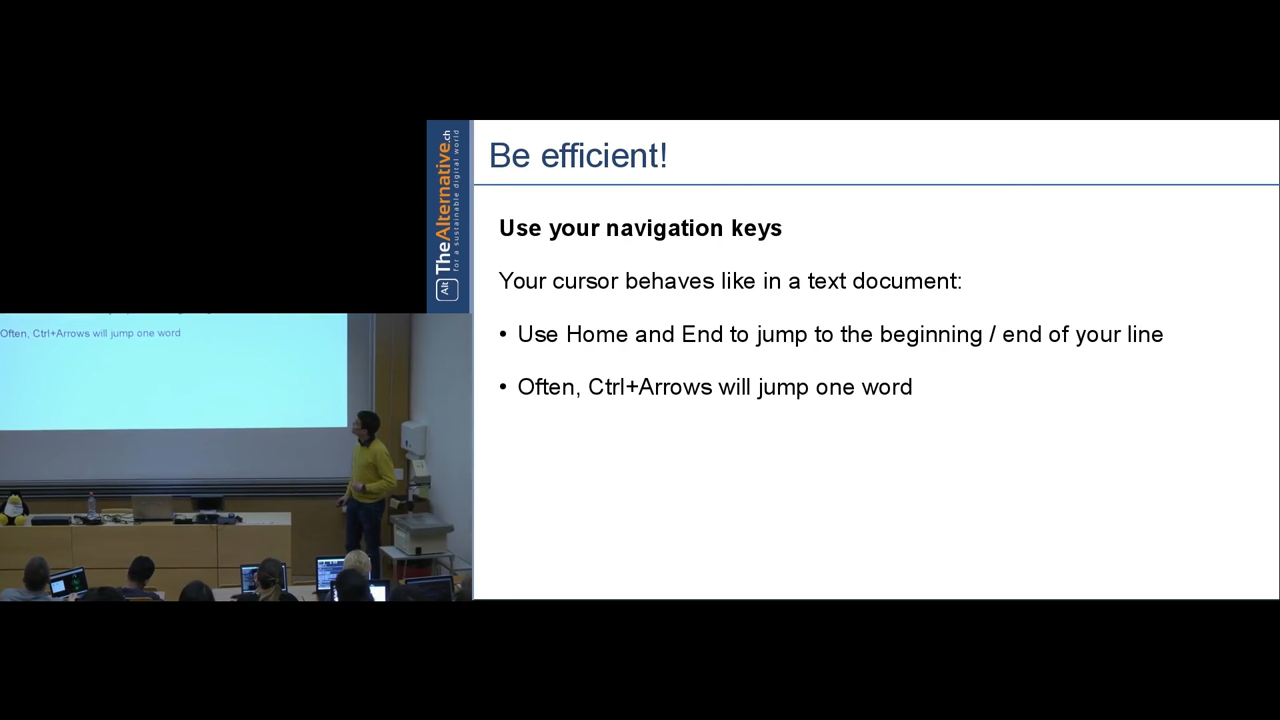 Be efficient!
Use your navigation keys
Your cursor behaves like in a text document:
• Use Home and End to jump to the beginning / end of your line
• Often, Ctrl+Arrows will jump one word
Alt TheAlternative.ch
for a sustainable digital world
Often, Ctrl+Arrows will jump one word